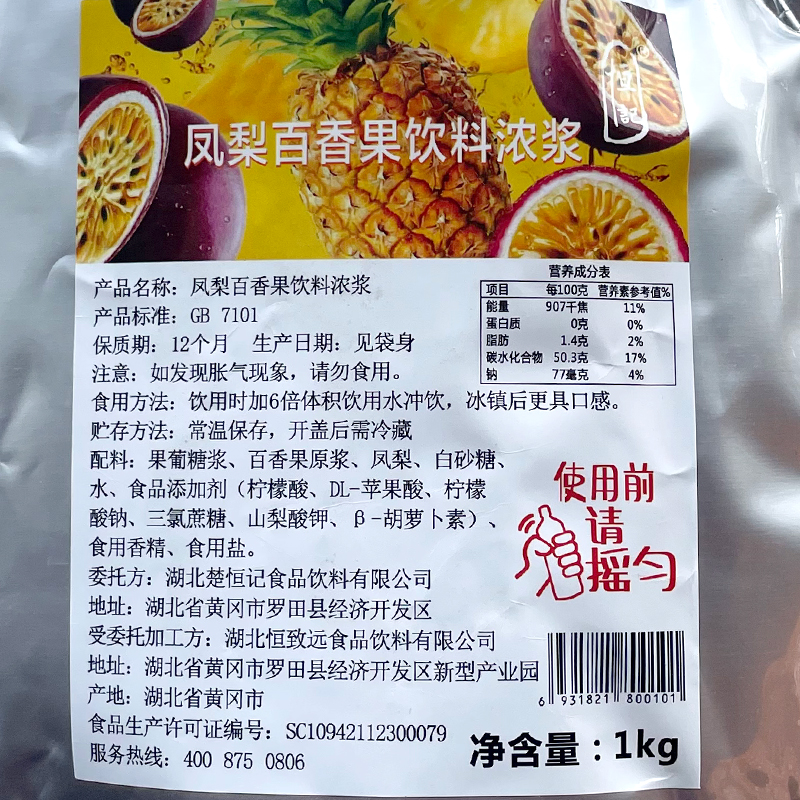 恒記
凤梨百香果饮料浓浆
产品名称：凤梨百香果饮料浓浆
产品标准：GB 7101
保质期：12个月 生产日期：见袋身
注意：如发现胀气现象，请勿食用。
营养成分表
项目 每100克 营养素参考值%
能量 907千焦 11%
蛋白质 0克 0%
脂肪 1.4克 2%
碳水化合物 50.3克 17%
钠 77毫克 4%
食用方法：饮用时加6倍体积饮用水冲饮，冰镇后更具口感。
贮存方法：常温保存，开盖后需冷藏
配料：果葡糖浆、百香果原浆、凤梨、白砂糖、
水、食品添加剂（柠檬酸、DL-苹果酸、柠檬
酸钠、三氯蔗糖、山梨酸钾、β-胡萝卜素）、
食用香精、食用盐。
使用前
请
摇匀
委托方：湖北楚恒记食品饮料有限公司
地址：湖北省黄冈市罗田县经济开发区
受委托加工方：湖北恒致远食品饮料有限公司
地址：湖北省黄冈市罗田县经济开发区新型产业园
产地：湖北省黄冈市
食品生产许可证编号：SC10942112300079
服务热线：400 875 0806
6 931821 800101
净含量：1kg